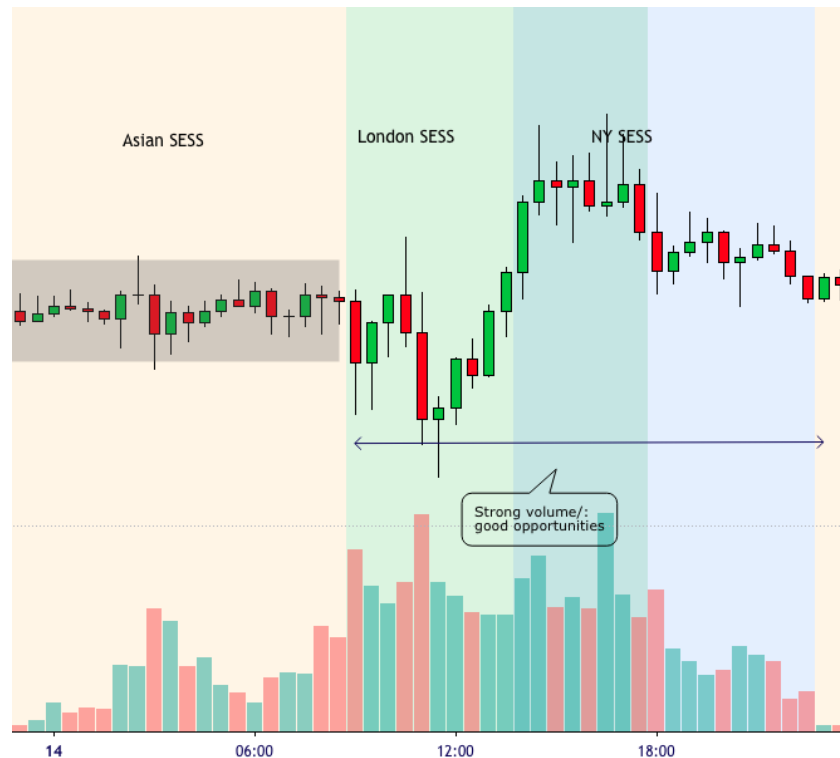 Asian SESS
London SESS
NY SESS
Strong volume/:
good opportunities
14
06:00
12:00
18:00